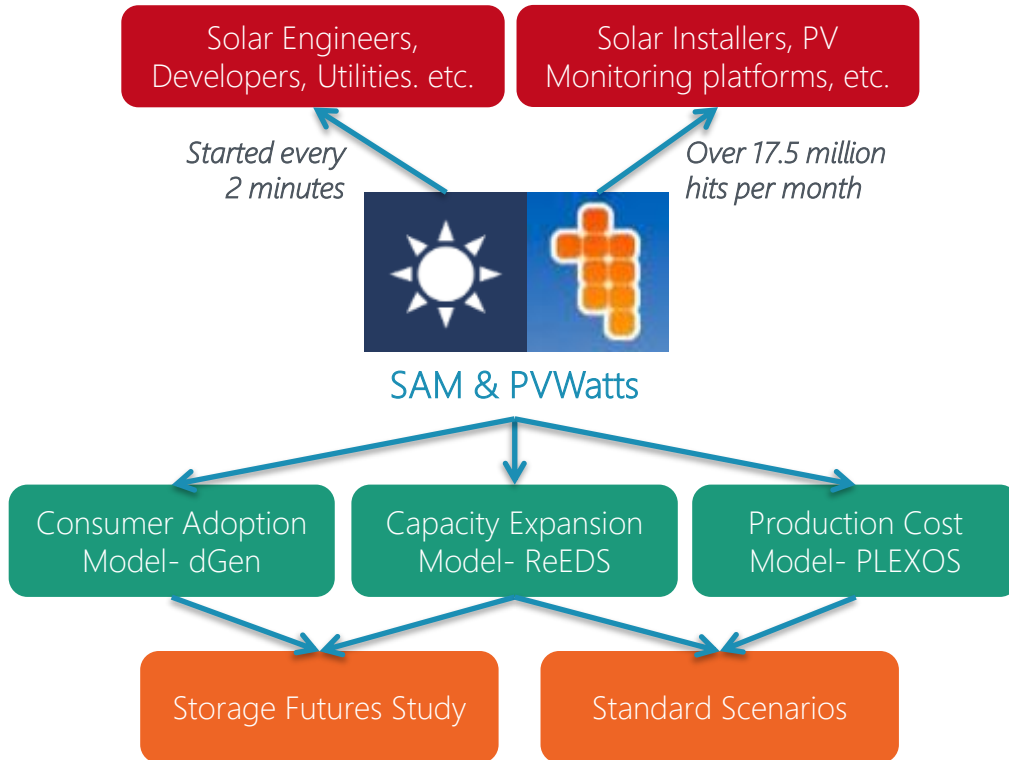 Solar Engineers,
Developers, Utilities. etc.
Solar Installers, PV
Monitoring platforms, etc.
Started every
2 minutes
Over 17.5 million
hits per month
SAM & PVWatts
Consumer Adoption
Model- dGen
Capacity Expansion
Model- ReEDS
Production Cost
Model- PLEXOS
Storage Futures Study
Standard Scenarios